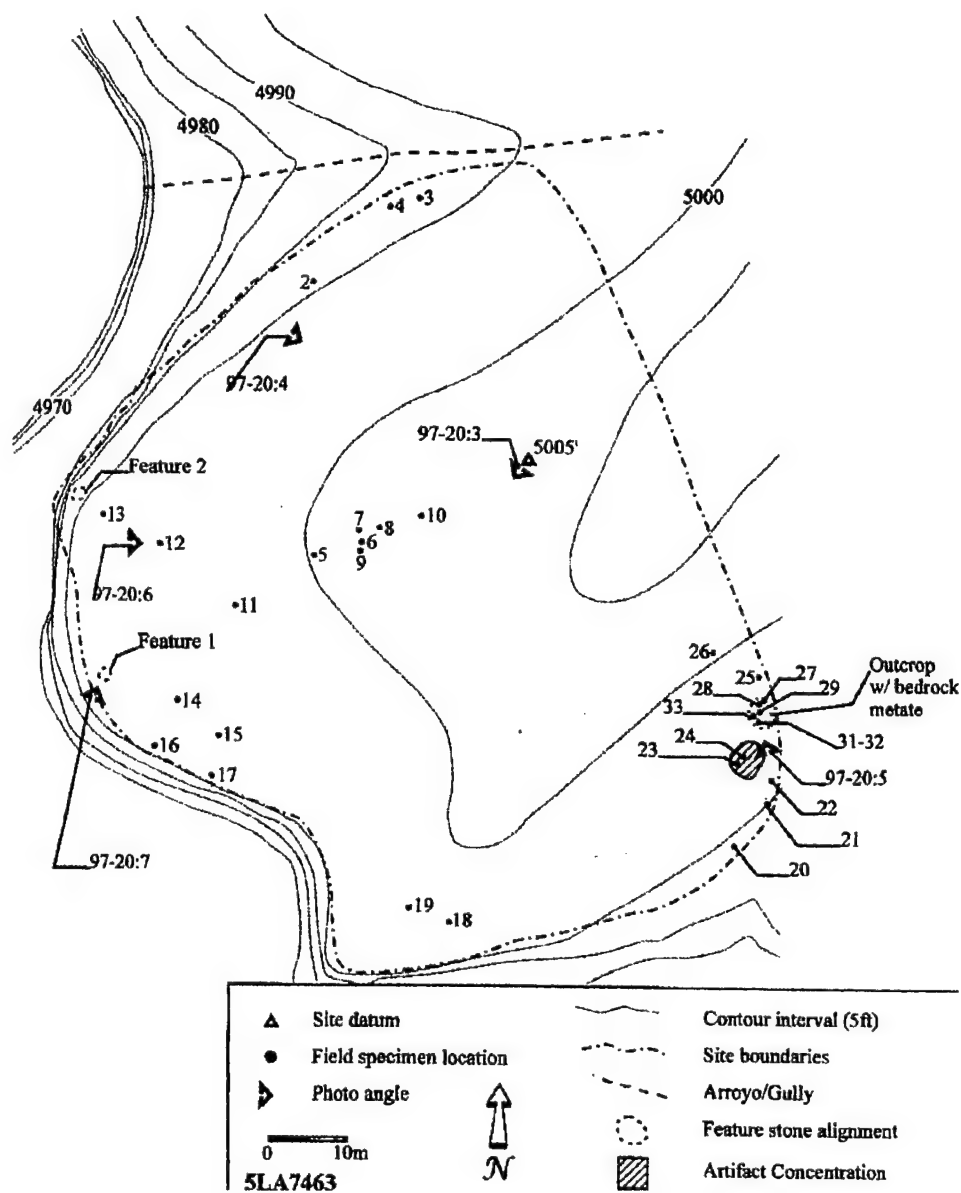 4990
4980
5000
4
3
2
97-20:4
4970
97-20:3
5005'
Feature 2
13
12
7
8
10
6
5
9
97-20:6
11
Feature 1
26
25
27
28
29
33
Outcrop
w/ bedrock
metate
14
15
16
17
31-32
24
23
97-20:5
22
21
20
97-20:7
19
18
Site datum
Field specimen location
Photo angle
0 10m
5LA7463
N
Contour interval (5ft)
Site boundaries
Arroyo/Gully
Feature stone alignment
Artifact Concentration